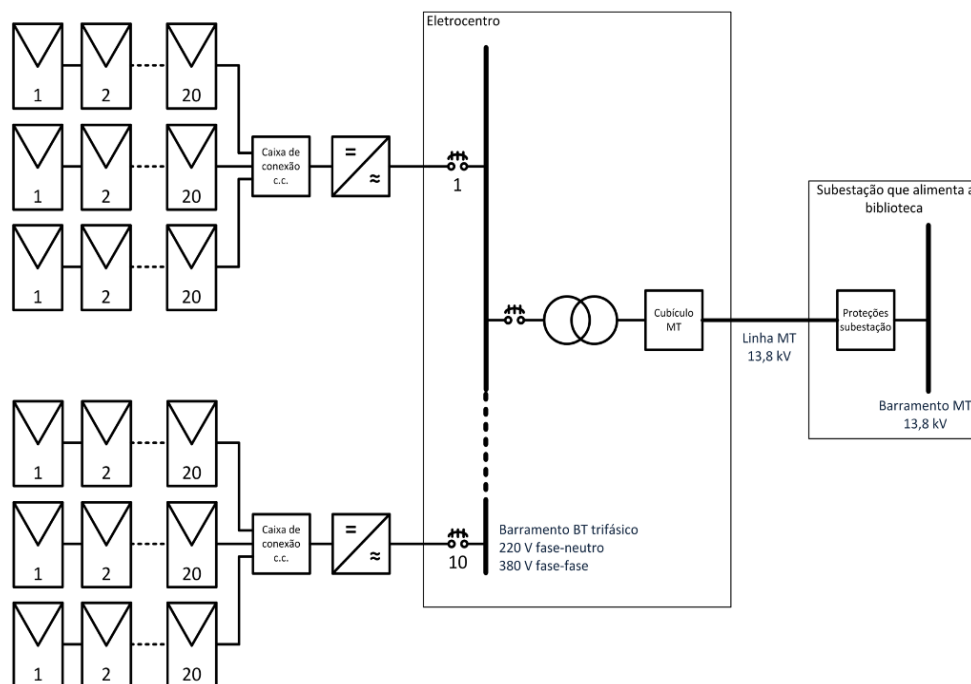 Eletrocentro
1 2 20
1 2 20
1 2 20
Caixa de
conexão
c.c.
=
≈
1
Cubículo
MT
Linha MT
13,8 kV
Subestação que alimenta a
biblioteca
Proteções
subestação
Barramento MT
13,8 kV
1 2 20
1 2 20
1 2 20
Caixa de
conexão
c.c.
=
≈
10
Barramento BT trifásico
220 V fase-neutro
380 V fase-fase